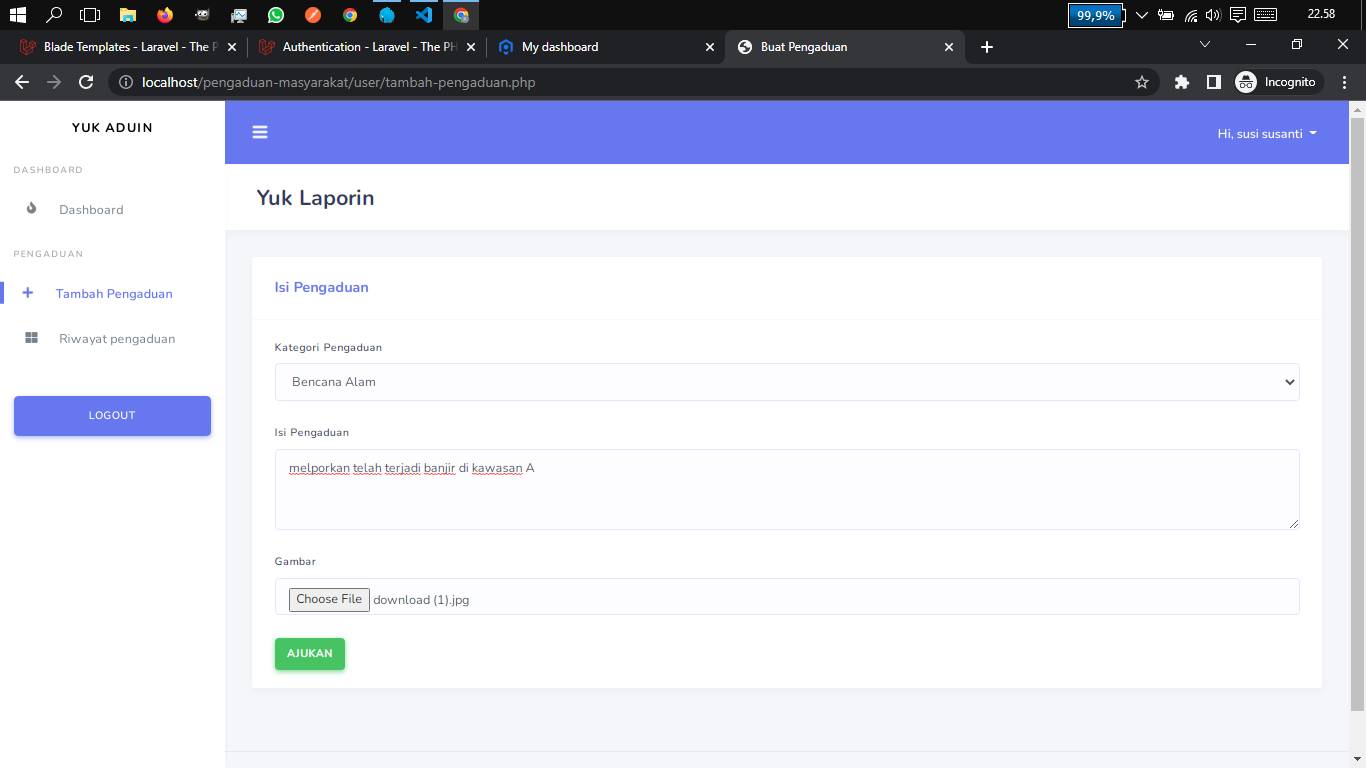 99,9%
22.58
Blade Templates - Laravel - The P
Authentication - Laravel - The PH
My dashboard
Buat Pengaduan
localhost/pengaduan-masyarakat/user/tambah-pengaduan.php
Incognito
YUK ADUIN
Hi, susi susanti
DASHBOARD
Dashboard
PENGADUAN
Tambah Pengaduan
Riwayat pengaduan
LOGOUT
Yuk Laporin
Isi Pengaduan
Kategori Pengaduan
Bencana Alam
Isi Pengaduan
melporkan telah terjadi banjir di kawasan A
Gambar
Choose File download (1).jpg
AJUKAN